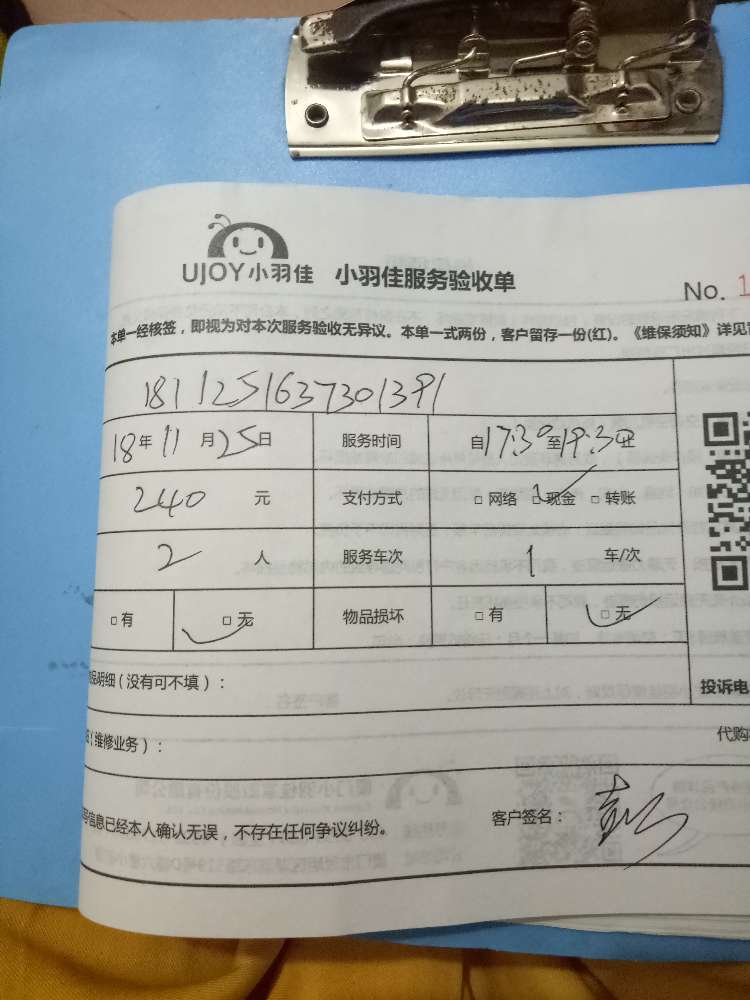 UJOY小羽佳 小羽佳服务验收单
No. 1
本单一经核签，即视为对本次服务验收无异议。本单一式两份，客户留存一份(红)。《维保须知》详见
1811251637301391
18年11月25日 服务时间 自17:30至19:30止
240 元 支付方式 □ 网络 □ 现金 □ 转账
2 人 服务车次 1 车/次
□ 有 □ 无 物品损坏 □ 有 □ 无
品明细（没有可不填）：
投诉电
（维修业务）：
代购
信息已经本人确认无误，不存在任何争议纠纷。
客户签名：彭